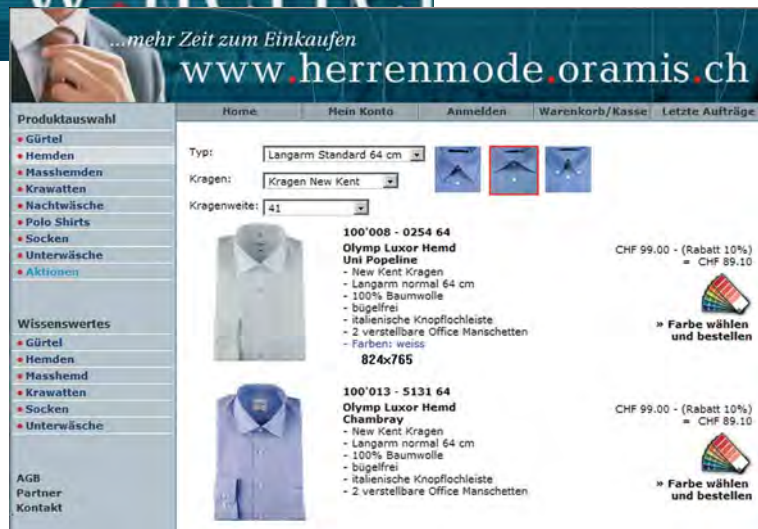 ...mehr Zeit zum Einkaufen
www.herrenmode.oramis.ch
Home Mein Konto Anmelden Warenkorb/Kasse Letzte Aufträge
Produktauswahl
• Gürtel
• Hemden
• Masshemden
• Krawatten
• Nachtwäsche
• Polo Shirts
• Socken
• Unterwäsche
• Aktionen
Wissenswertes
• Gürtel
• Hemden
• Masshemd
• Krawatten
• Socken
• Unterwäsche
AGB
Partner
Kontakt
Typ: Langarm Standard 64 cm
Kragen: Kragen New Kent
Kragenweite: 41
100'008 - 0254 64
Olymp Luxor Hemd
Uni Popeline
- New Kent Kragen
- Langarm normal 64 cm
- 100% Baumwolle
- bügelfrei
- italienische Knopflochleiste
- 2 verstellbare Office Manschetten
- Farben: weiss
824x765
CHF 99.00 - (Rabatt 10%)
= CHF 89.10
» Farbe wählen
und bestellen
100'013 - 5131 64
Olymp Luxor Hemd
Chambray
- New Kent Kragen
- Langarm normal 64 cm
- 100% Baumwolle
- bügelfrei
- italienische Knopflochleiste
- 2 verstellbare Office Manschetten
CHF 99.00 - (Rabatt 10%)
= CHF 89.10
» Farbe wählen
und bestellen